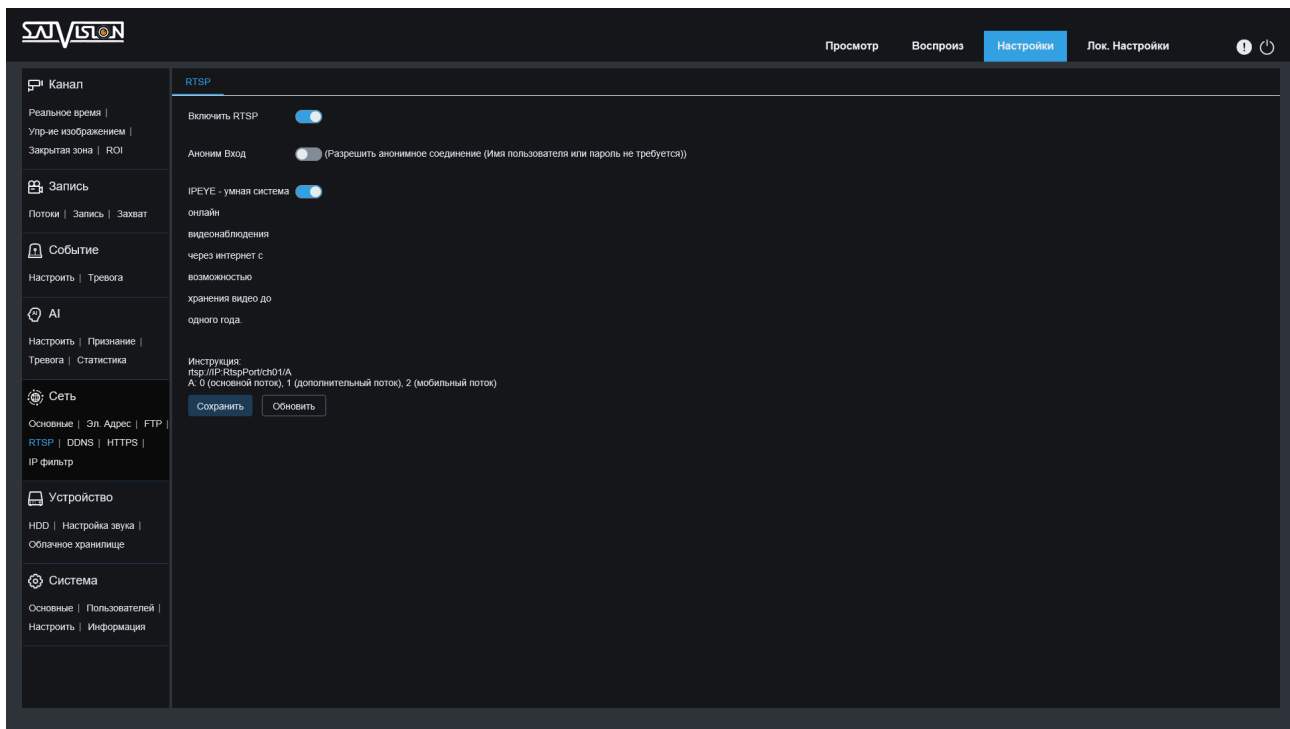 SATVISION
Просмотр
Воспроиз
Настройки
Лок. Настройки
Канал
Реальное время |
Упр-ие изображением |
Закрытая зона | ROI
Запись
Потоки | Запись | Захват
Событие
Настроить | Тревога
AI
Настроить | Признание |
Тревога | Статистика
Сеть
Основные | Эл. Адрес | FTP |
RTSP | DDNS | HTTPS |
IP фильтр
Устройство
HDD | Настройка звука |
Облачное хранилище
Система
Основные | Пользователей |
Настроить | Информация
RTSP
Включить RTSP
Аноним Вход (Разрешить анонимное соединение (Имя пользователя или пароль не требуется))
IPEYE - умная система
онлайн
видеонаблюдения
через интернет с
возможностью
хранения видео до
одного года.
Инструкция:
rtsp://IP:RtspPort/ch01/A
A: 0 (основной поток), 1 (дополнительный поток), 2 (мобильный поток)
Сохранить
Обновить